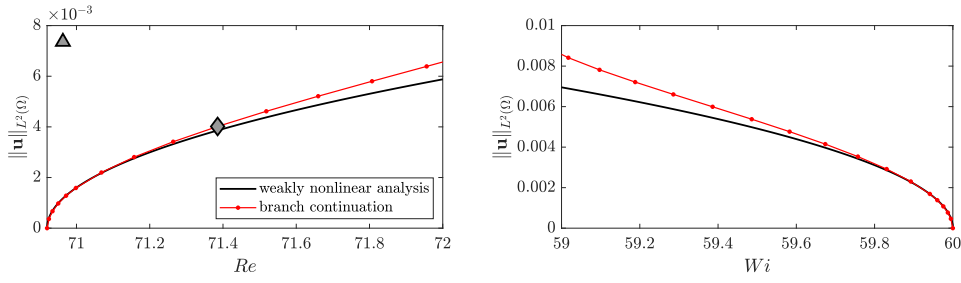 ×10⁻³
8
6
4
2
0
||u||L²(Ω)
71 71.2 71.4 71.6 71.8 72
Re
weakly nonlinear analysis
branch continuation
0.01
0.008
0.006
0.004
0.002
0
||u||L²(Ω)
59 59.2 59.4 59.6 59.8 60
Wi